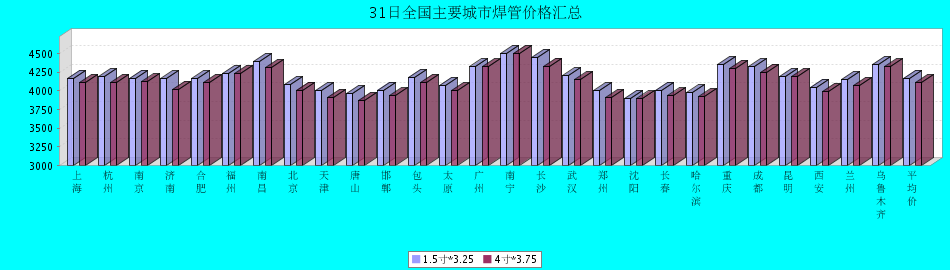 31日全国主要城市焊管价格汇总
4500
4250
4000
3750
3500
3250
3000
上海
杭州
南京
济南
合肥
福州
南昌
北京
天津
唐山
邯郸
包头
太原
广州
南宁
长沙
武汉
郑州
沈阳
长春
哈尔滨
重庆
成都
昆明
西安
兰州
乌鲁木齐
平均价
1.5寸*3.25
4寸*3.75